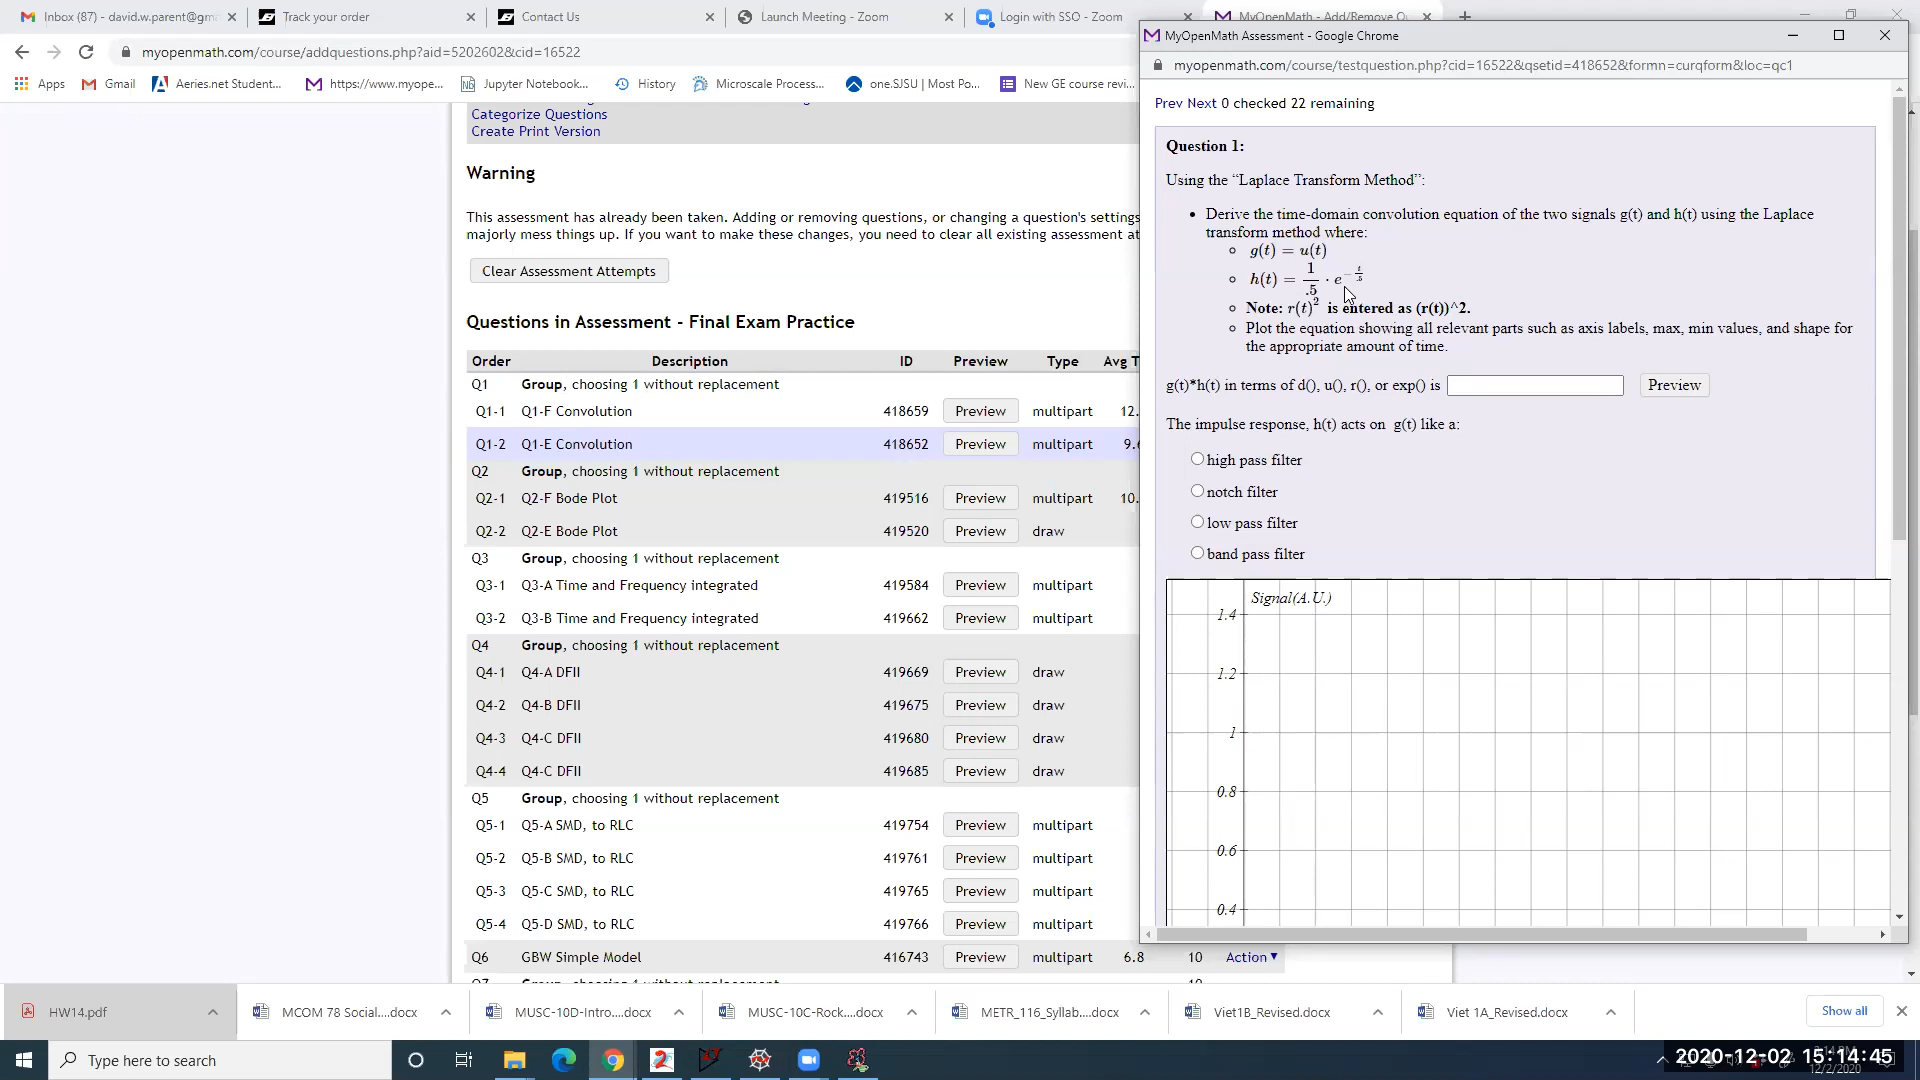 Inbox (87) - david.w.parent@gm
Track your order
Contact Us
Launch Meeting - Zoom
Login with SSO - Zoom
MyOpenMath - Add/Remove Qu
myopenmath.com/course/addquestions.php?aid=5202602&cid=16522
Apps
Gmail
Aeries.net Student...
https://www.myope...
Jupyter Notebook...
History
Microscale Process...
one.SJSU | Most Po...
New GE course revi...
Categorize Questions
Create Print Version
Warning
This assessment has already been taken. Adding or removing questions, or changing a question's settings
majorly mess things up. If you want to make these changes, you need to clear all existing assessment at
Clear Assessment Attempts
Questions in Assessment - Final Exam Practice
Order Description ID Preview Type Avg T
Q1 Group, choosing 1 without replacement
Q1-1 Q1-F Convolution 418659 Preview multipart 12.
Q1-2 Q1-E Convolution 418652 Preview multipart 9.
Q2 Group, choosing 1 without replacement
Q2-1 Q2-F Bode Plot 419516 Preview multipart 10.
Q2-2 Q2-E Bode Plot 419520 Preview draw
Q3 Group, choosing 1 without replacement
Q3-1 Q3-A Time and Frequency integrated 419584 Preview multipart
Q3-2 Q3-B Time and Frequency integrated 419662 Preview multipart
Q4 Group, choosing 1 without replacement
Q4-1 Q4-A DFII 419669 Preview draw
Q4-2 Q4-B DFII 419675 Preview draw
Q4-3 Q4-C DFII 419680 Preview draw
Q4-4 Q4-C DFII 419685 Preview draw
Q5 Group, choosing 1 without replacement
Q5-1 Q5-A SMD, to RLC 419754 Preview multipart
Q5-2 Q5-B SMD, to RLC 419761 Preview multipart
Q5-3 Q5-C SMD, to RLC 419765 Preview multipart
Q5-4 Q5-D SMD, to RLC 419766 Preview multipart
Q6 GBW Simple Model 416743 Preview multipart 6.8 10 Action
MyOpenMath Assessment - Google Chrome
myopenmath.com/course/testquestion.php?cid=16522&qsetid=418652&formn=curqform&loc=qc1
Prev Next 0 checked 22 remaining
Question 1:
Using the “Laplace Transform Method”:
• Derive the time-domain convolution equation of the two signals g(t) and h(t) using the Laplace
transform method where:
g(t) = u(t)
h(t) = 1/.5 · e^(-t/.5)
Note: r(t)² is entered as (r(t))^2.
Plot the equation showing all relevant parts such as axis labels, max, min values, and shape for
the appropriate amount of time.
g(t)*h(t) in terms of d(), u(), r(), or exp() is Preview
The impulse response, h(t) acts on g(t) like a:
high pass filter
notch filter
low pass filter
band pass filter
Signal(A.U.)
1.4
1.2
1
0.8
0.6
0.4
HW14.pdf
MCOM 78 Social....docx
MUSC-10D-Intro....docx
MUSC-10C-Rock....docx
METR_116_Syllab....docx
Viet1B_Revised.docx
Viet 1A_Revised.docx
Show all
Type here to search
2020-12-02 15:14:45
12/2/2020